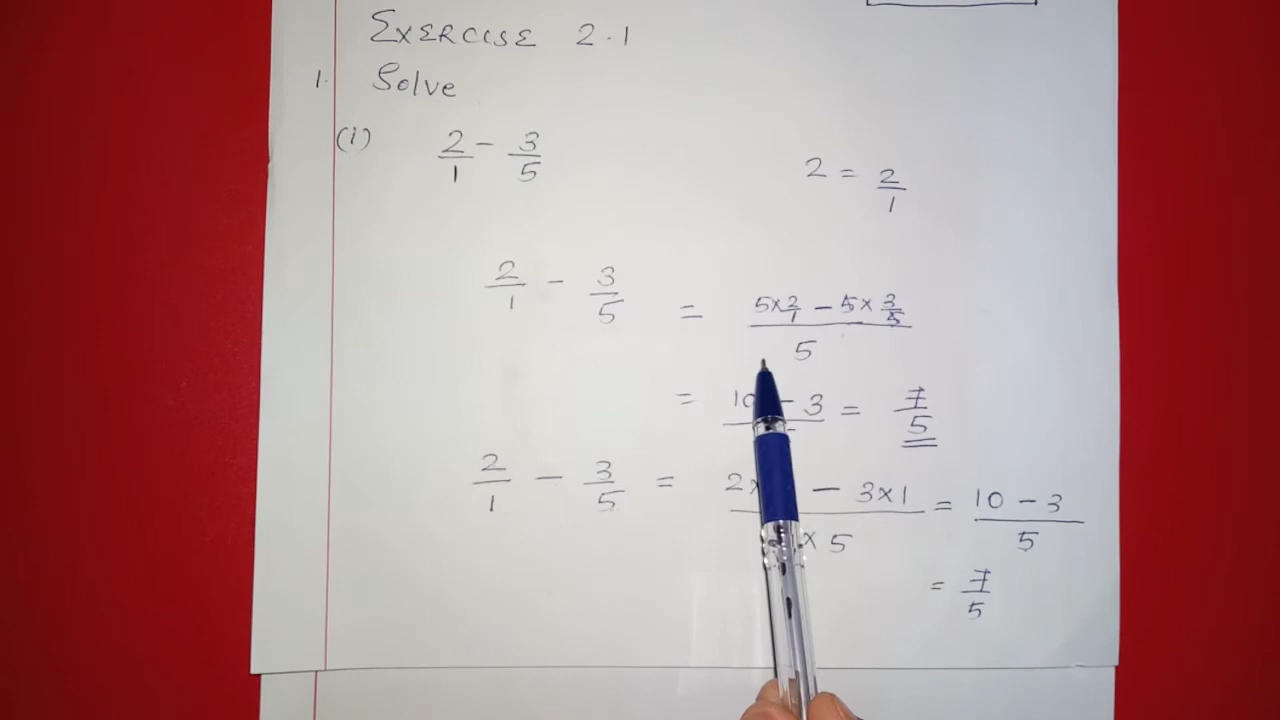 EXERCISE 2.1
1. Solve
(i) 2/1 - 3/5
2 = 2/1
2/1 - 3/5 = (5×2/1 - 5×3/5)/5
= 10 - 3 = 7/5
2/1 - 3/5 = 2× - 3×1 / ×5 = (10 - 3)/5
= 7/5